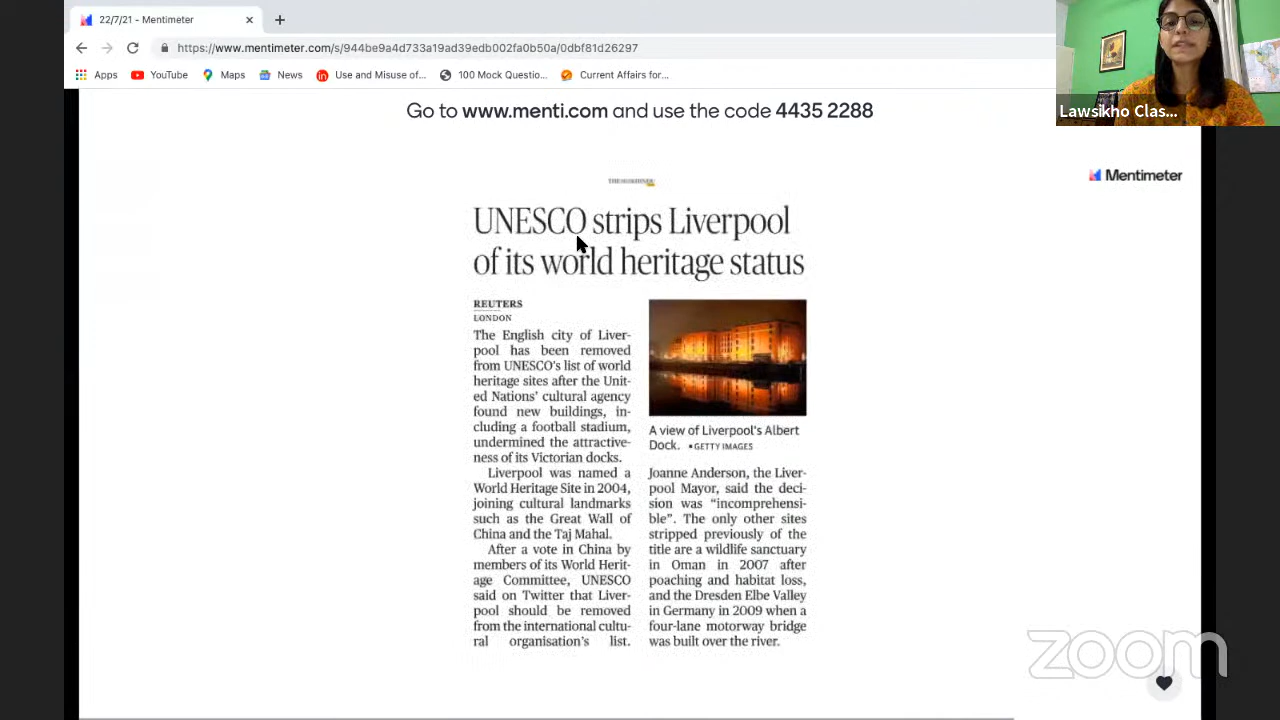 22/7/21 - Mentimeter
https://www.mentimeter.com/s/944be9a4d733a19ad39edb002fa0b50a/0dbf81d26297
Apps YouTube Maps News Use and Misuse of... 100 Mock Questio... Current Affairs for...
Lawsikho Clas...
Go to www.menti.com and use the code 4435 2288
Mentimeter
UNESCO strips Liverpool
of its world heritage status
REUTERS
LONDON
The English city of Liver-
pool has been removed
from UNESCO's list of world
heritage sites after the Unit-
ed Nations' cultural agency
found new buildings, in-
cluding a football stadium,
undermined the attractive-
ness of its Victorian docks.
Liverpool was named a
World Heritage Site in 2004,
joining cultural landmarks
such as the Great Wall of
China and the Taj Mahal.
After a vote in China by
members of its World Herit-
age Committee, UNESCO
said on Twitter that Liver-
pool should be removed
from the international cultu-
ral organisation's list.
A view of Liverpool's Albert
Dock. ▪GETTY IMAGES
Joanne Anderson, the Liver-
pool Mayor, said the deci-
sion was "incomprehensi-
ble". The only other sites
stripped previously of the
title are a wildlife sanctuary
in Oman in 2007 after
poaching and habitat loss,
and the Dresden Elbe Valley
in Germany in 2009 when a
four-lane motorway bridge
was built over the river.
zoom